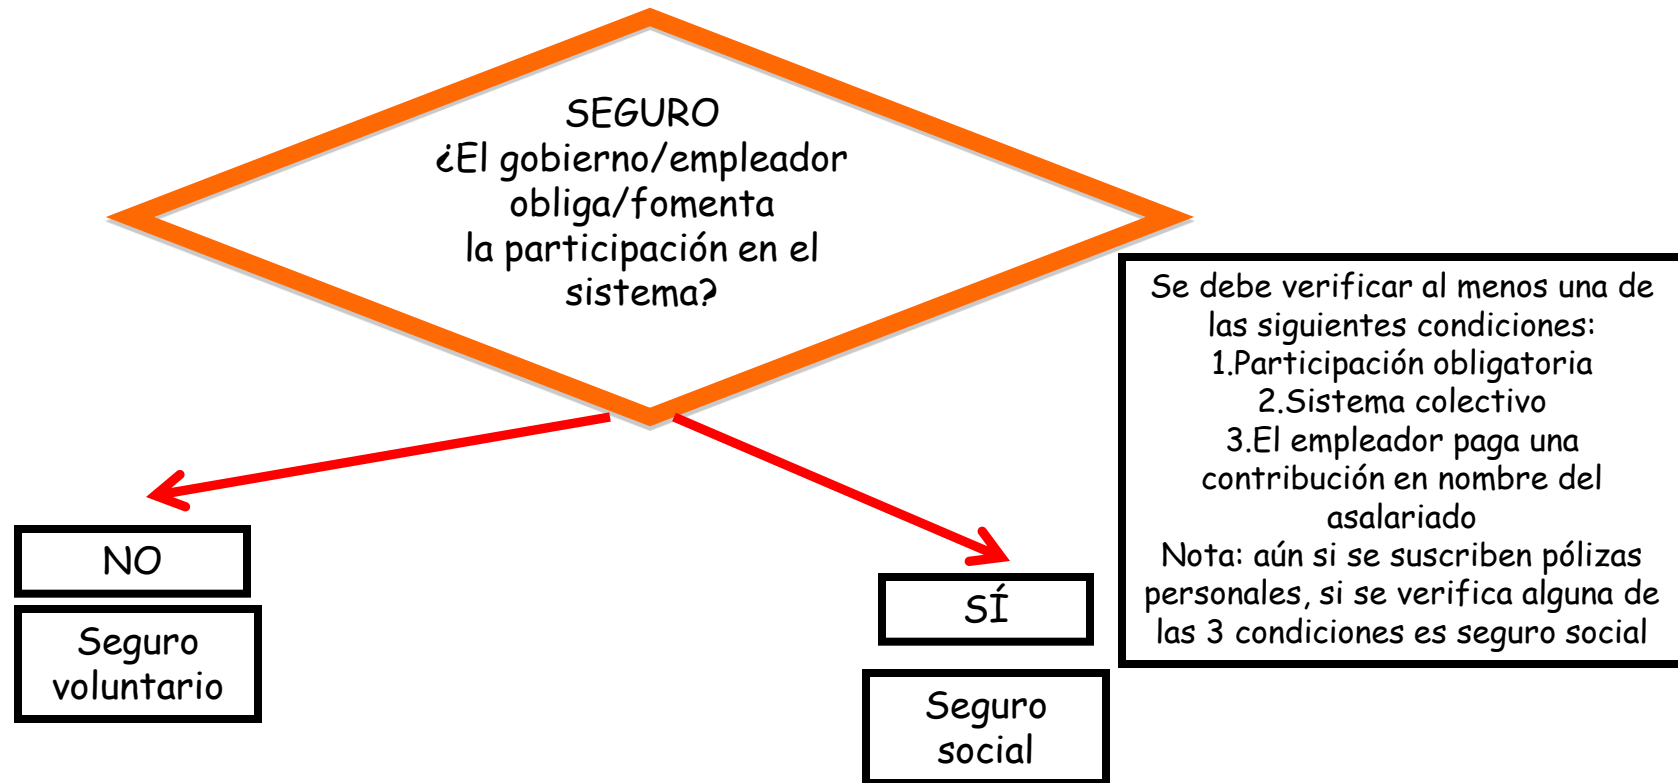 SEGURO
¿El gobierno/empleador
obliga/fomenta
la participación en el
sistema?
Se debe verificar al menos una de
las siguientes condiciones:
1.Participación obligatoria
2.Sistema colectivo
3.El empleador paga una
contribución en nombre del
asalariado
Nota: aún si se suscriben pólizas
personales, si se verifica alguna de
las 3 condiciones es seguro social
NO
Seguro
voluntario
SÍ
Seguro
social